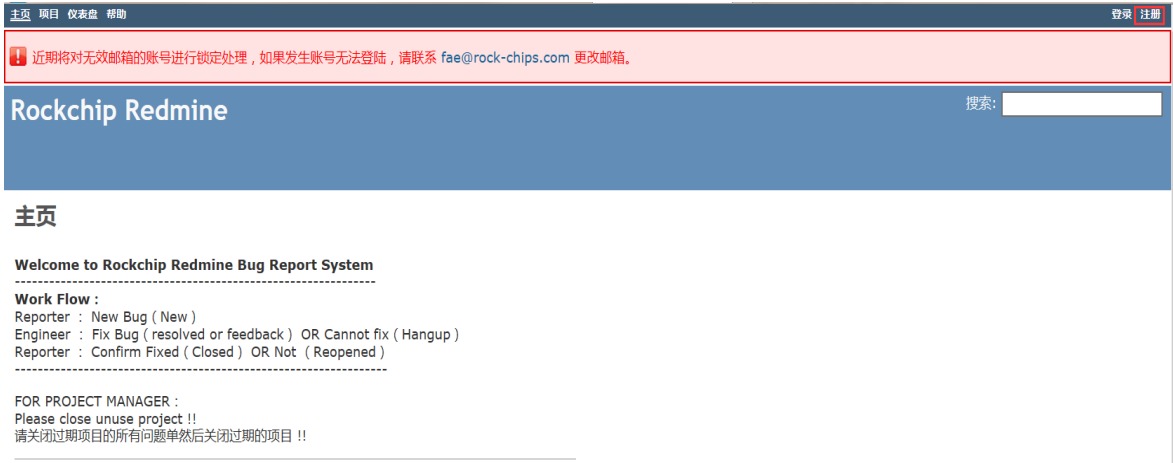 主页 项目 仪表盘 帮助 登录 注册
近期将对无效邮箱的账号进行锁定处理，如果发生账号无法登陆，请联系 fae@rock-chips.com 更改邮箱。
Rockchip Redmine 搜索:
主页
Welcome to Rockchip Redmine Bug Report System
----------------------------------------------------------------
Work Flow :
Reporter : New Bug ( New )
Engineer : Fix Bug ( resolved or feedback ) OR Cannot fix ( Hangup )
Reporter : Confirm Fixed ( Closed ) OR Not ( Reopened )
------------------------------------------------------------------
FOR PROJECT MANAGER :
Please close unuse project !!
请关闭过期项目的所有问题单然后关闭过期的项目 !!